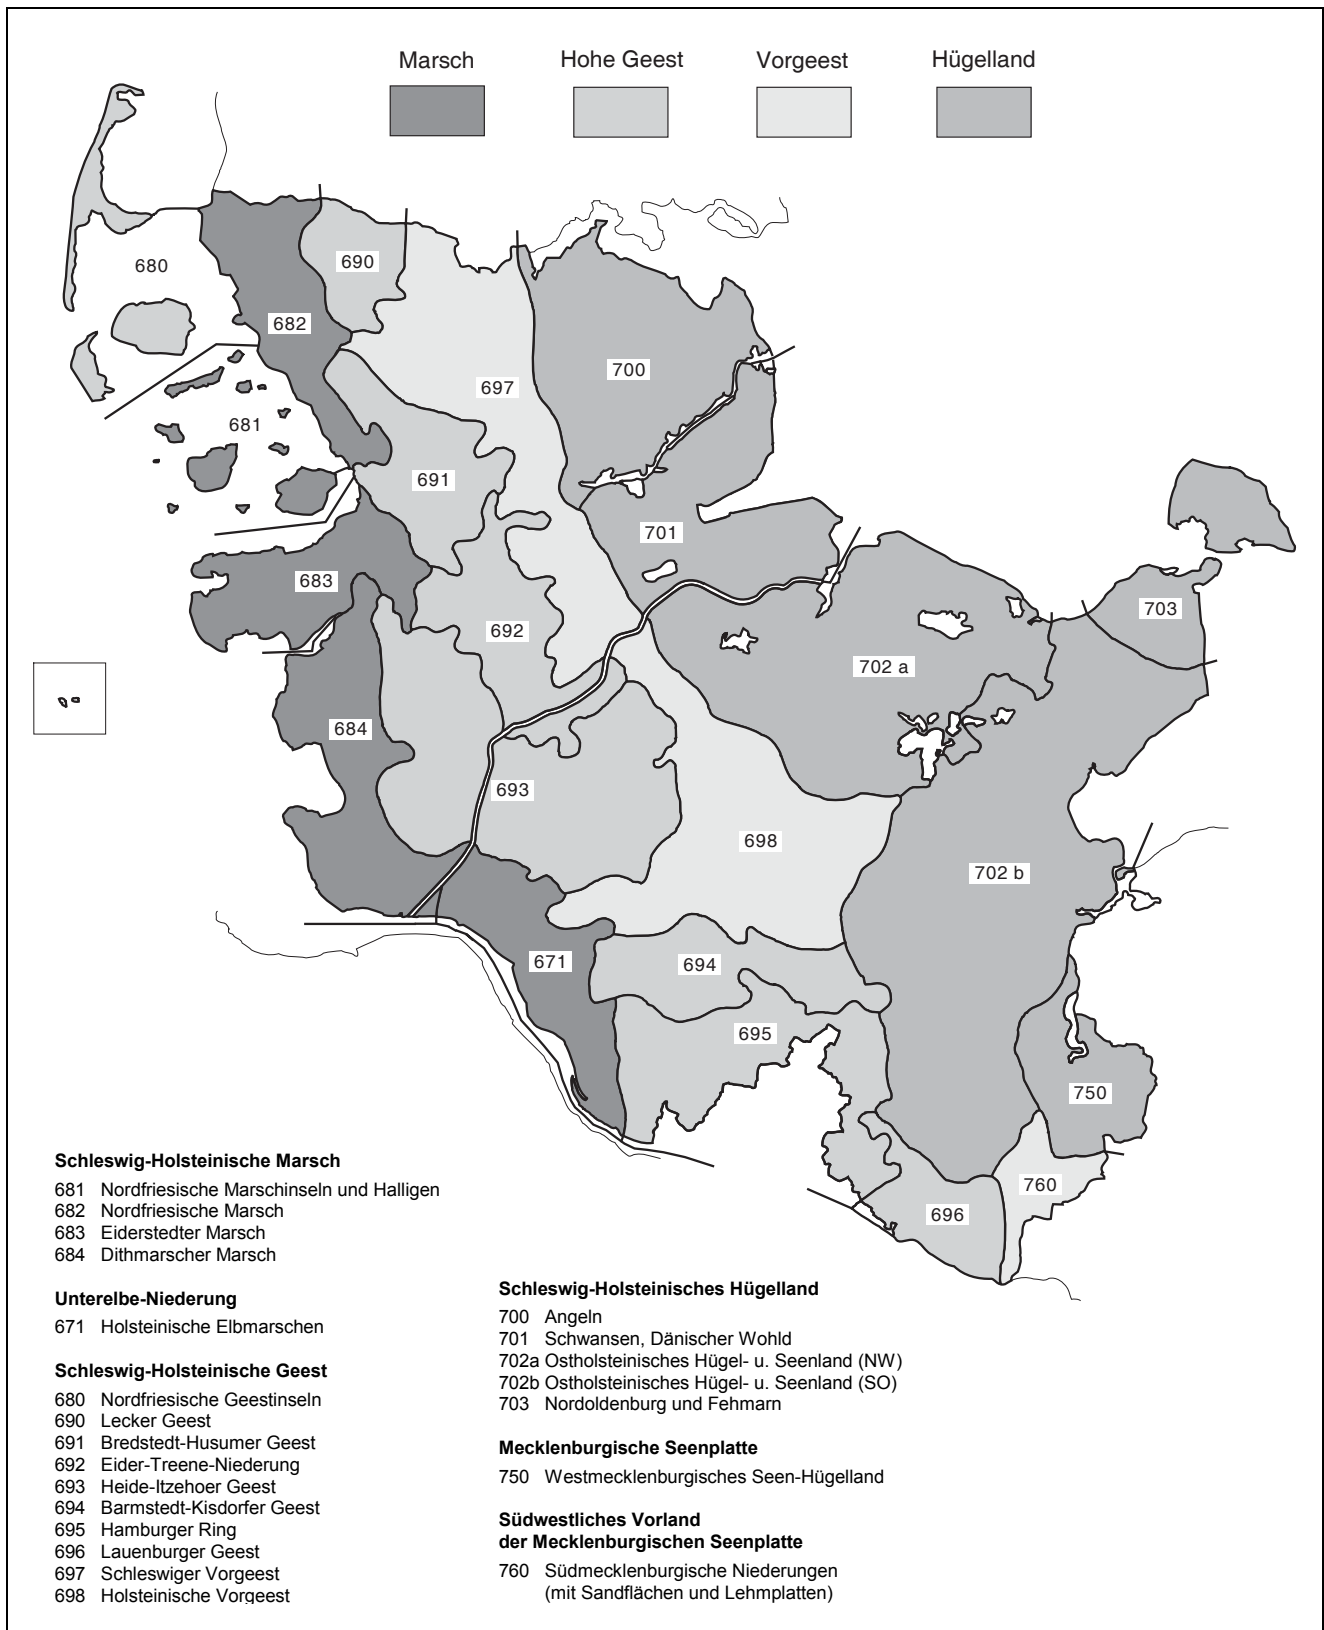 Marsch
Hohe Geest
Vorgeest
Hügelland
680
690
682
697
700
681
691
701
683
692
703
702 a
684
693
698
702 b
671
694
695
750
760
696
Schleswig-Holsteinische Marsch
681 Nordfriesische Marschinseln und Halligen
682 Nordfriesische Marsch
683 Eiderstedter Marsch
684 Dithmarscher Marsch
Unterelbe-Niederung
671 Holsteinische Elbmarschen
Schleswig-Holsteinische Geest
680 Nordfriesische Geestinseln
690 Lecker Geest
691 Bredstedt-Husumer Geest
692 Eider-Treene-Niederung
693 Heide-Itzehoer Geest
694 Barmstedt-Kisdorfer Geest
695 Hamburger Ring
696 Lauenburger Geest
697 Schleswiger Vorgeest
698 Holsteinische Vorgeest
Schleswig-Holsteinisches Hügelland
700 Angeln
701 Schwansen, Dänischer Wohld
702a Ostholsteinisches Hügel- u. Seenland (NW)
702b Ostholsteinisches Hügel- u. Seenland (SO)
703 Nordoldenburg und Fehmarn
Mecklenburgische Seenplatte
750 Westmecklenburgisches Seen-Hügelland
Südwestliches Vorland
der Mecklenburgischen Seenplatte
760 Südmecklenburgische Niederungen
(mit Sandflächen und Lehmplatten)